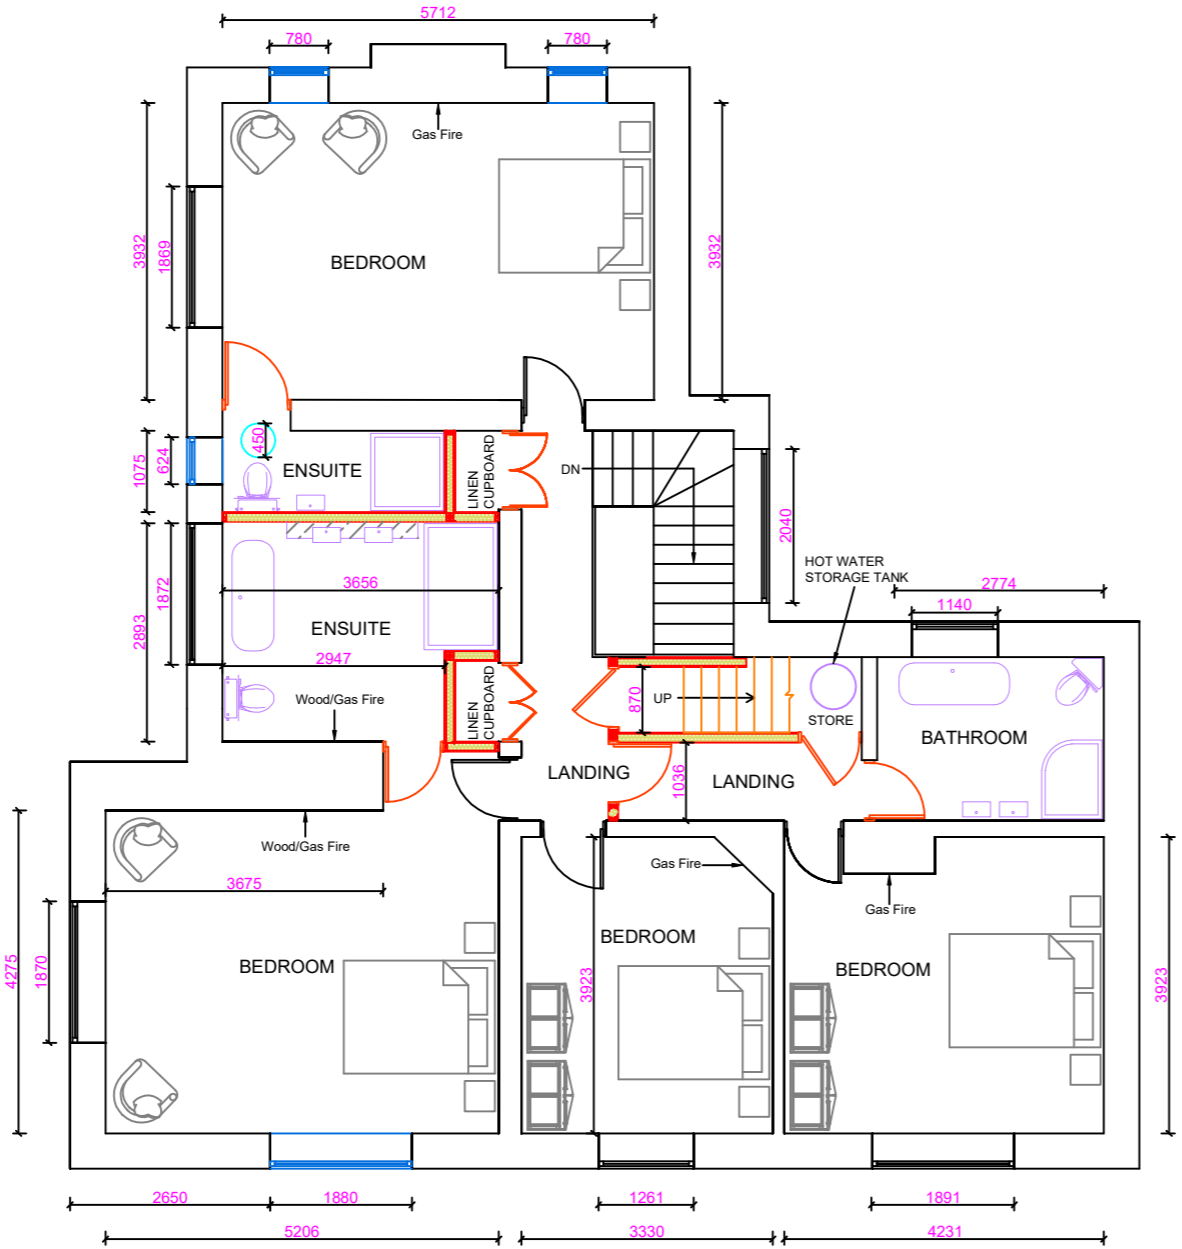 5712
780
780
Gas Fire
3932
1869
3932
BEDROOM
450
1075
624
ENSUITE
LINEN
CUPBOARD
DN
2040
HOT WATER
STORAGE TANK
2774
1140
1872
2893
3656
ENSUITE
2947
Wood/Gas Fire
LINEN
CUPBOARD
870
UP
STORE
BATHROOM
LANDING
1036
LANDING
Wood/Gas Fire
Gas Fire
3675
Gas Fire
4275
1870
BEDROOM
3923
BEDROOM
BEDROOM
3923
2650
1880
1261
1891
5206
3330
4231